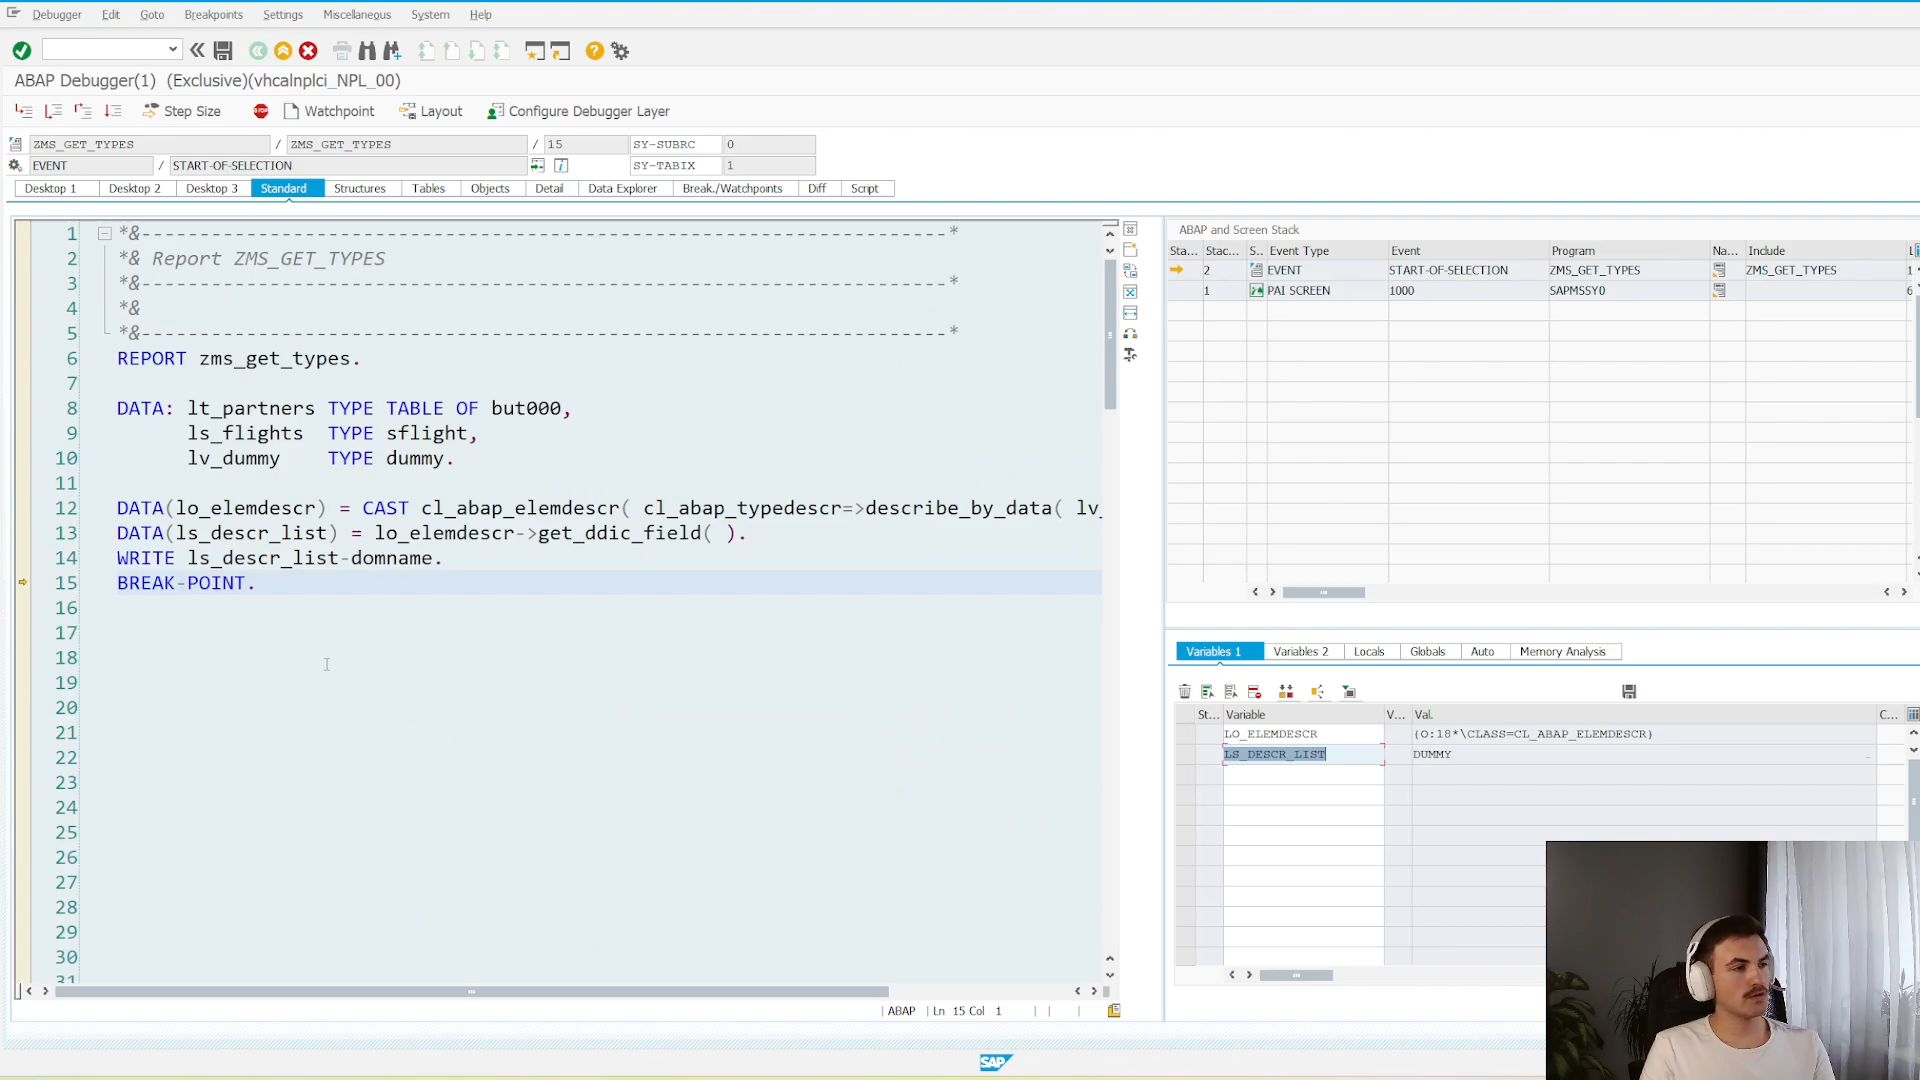 Debugger Edit Goto Breakpoints Settings Miscellaneous System Help
ABAP Debugger(1) (Exclusive)(vhcalnplci_NPL_00)
Step Size Watchpoint Layout Configure Debugger Layer
ZMS_GET_TYPES / ZMS_GET_TYPES / 15 SY-SUBRC 0
EVENT / START-OF-SELECTION SY-TABIX 1
Desktop 1 Desktop 2 Desktop 3 Standard Structures Tables Objects Detail Data Explorer Break./Watchpoints Diff Script
1 *&---------------------------------------------------------------------*
2 *& Report ZMS_GET_TYPES
3 *&---------------------------------------------------------------------*
4 *&
5 *&---------------------------------------------------------------------*
6 REPORT zms_get_types.
7
8 DATA: lt_partners TYPE TABLE OF but000,
9 ls_flights TYPE sflight,
10 lv_dummy TYPE dummy.
11
12 DATA(lo_elemdescr) = CAST cl_abap_elemdescr( cl_abap_typedescr=>describe_by_data( lv_
13 DATA(ls_descr_list) = lo_elemdescr->get_ddic_field( ).
14 WRITE ls_descr_list-domname.
15 BREAK-POINT.
16
17
18
19
20
21
22
23
24
25
26
27
28
29
30
31
ABAP Ln 15 Col 1
ABAP and Screen Stack
Sta... Stac... S.. Event Type Event Program Na... Include
2 EVENT START-OF-SELECTION ZMS_GET_TYPES ZMS_GET_TYPES 1
1 PAI SCREEN 1000 SAPMSSY0 6
Variables 1 Variables 2 Locals Globals Auto Memory Analysis
St... Variable V... Val. C...
LO_ELEMDESCR {O:18*\CLASS=CL_ABAP_ELEMDESCR}
LS_DESCR_LIST DUMMY
SAP